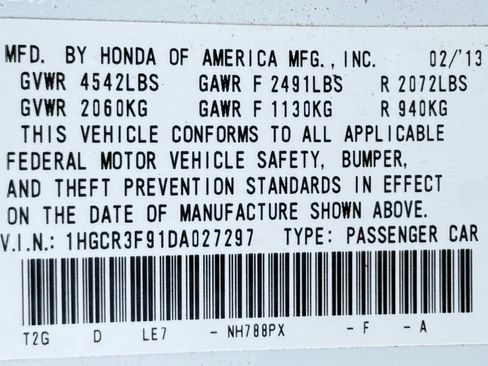 MFD. BY HONDA OF AMERICA MFG., INC. 02/'13
GVWR 4542LBS GAWR F 2491LBS R 2072LBS
GVWR 2060KG GAWR F 1130KG R 940KG
THIS VEHICLE CONFORMS TO ALL APPLICABLE
FEDERAL MOTOR VEHICLE SAFETY, BUMPER,
AND THEFT PREVENTION STANDARDS IN EFFECT
ON THE DATE OF MANUFACTURE SHOWN ABOVE.
V.I.N.: 1HGCR3F91DA027297 TYPE: PASSENGER CAR
T2G D LE7 - NH788PX - F - A